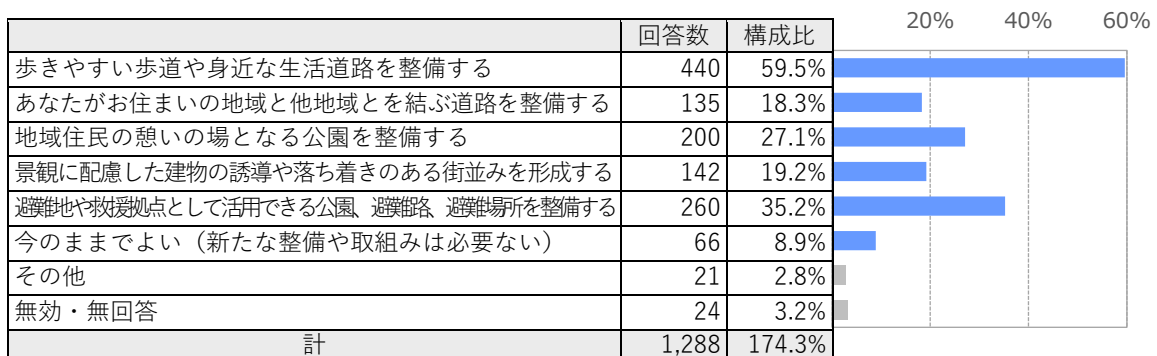 20% 40% 60%
回答数 構成比
歩きやすい歩道や身近な生活道路を整備する 440 59.5%
あなたがお住まいの地域と他地域とを結ぶ道路を整備する 135 18.3%
地域住民の憩いの場となる公園を整備する 200 27.1%
景観に配慮した建物の誘導や落ち着きのある街並みを形成する 142 19.2%
避難地や救援拠点として活用できる公園、避難路、避難場所を整備する 260 35.2%
今のままでよい（新たな整備や取組みは必要ない） 66 8.9%
その他 21 2.8%
無効・無回答 24 3.2%
計 1,288 174.3%